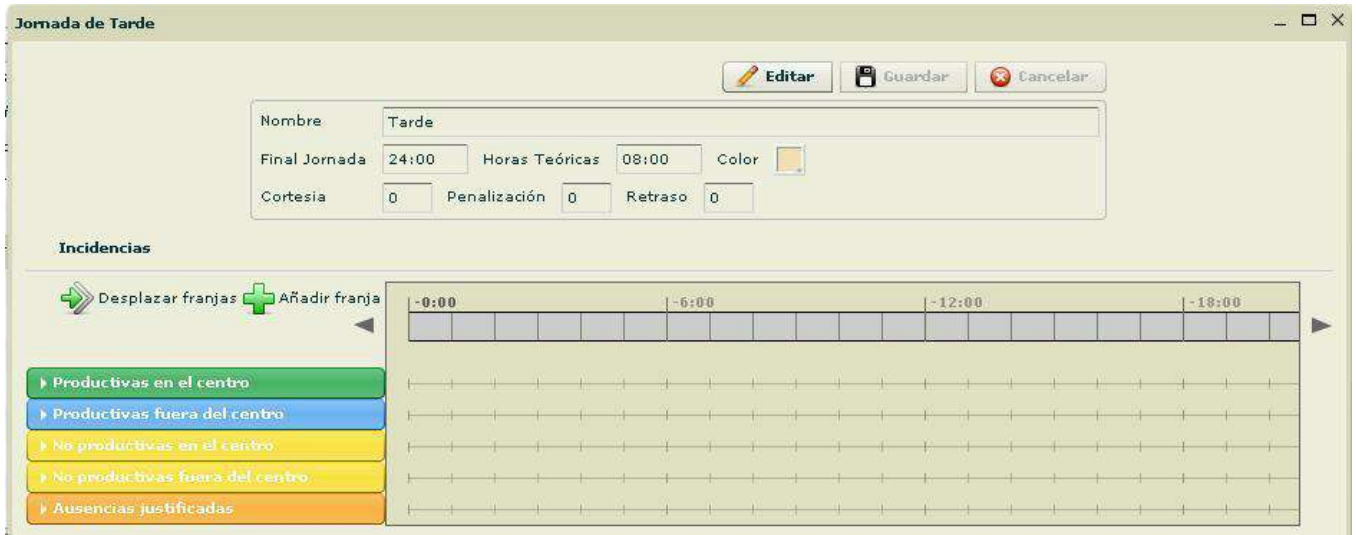 Jornada de Tarde
Editar Guardar Cancelar
Nombre Tarde
Final Jornada 24:00 Horas Teóricas 08:00 Color
Cortesia 0 Penalización 0 Retraso 0
Incidencias
Desplazar franjas Añadir franja
|-0:00 |-6:00 |-12:00 |-18:00
Productivas en el centro
Productivas fuera del centro
No productivas en el centro
No productivas fuera del centro
Ausencias justificadas